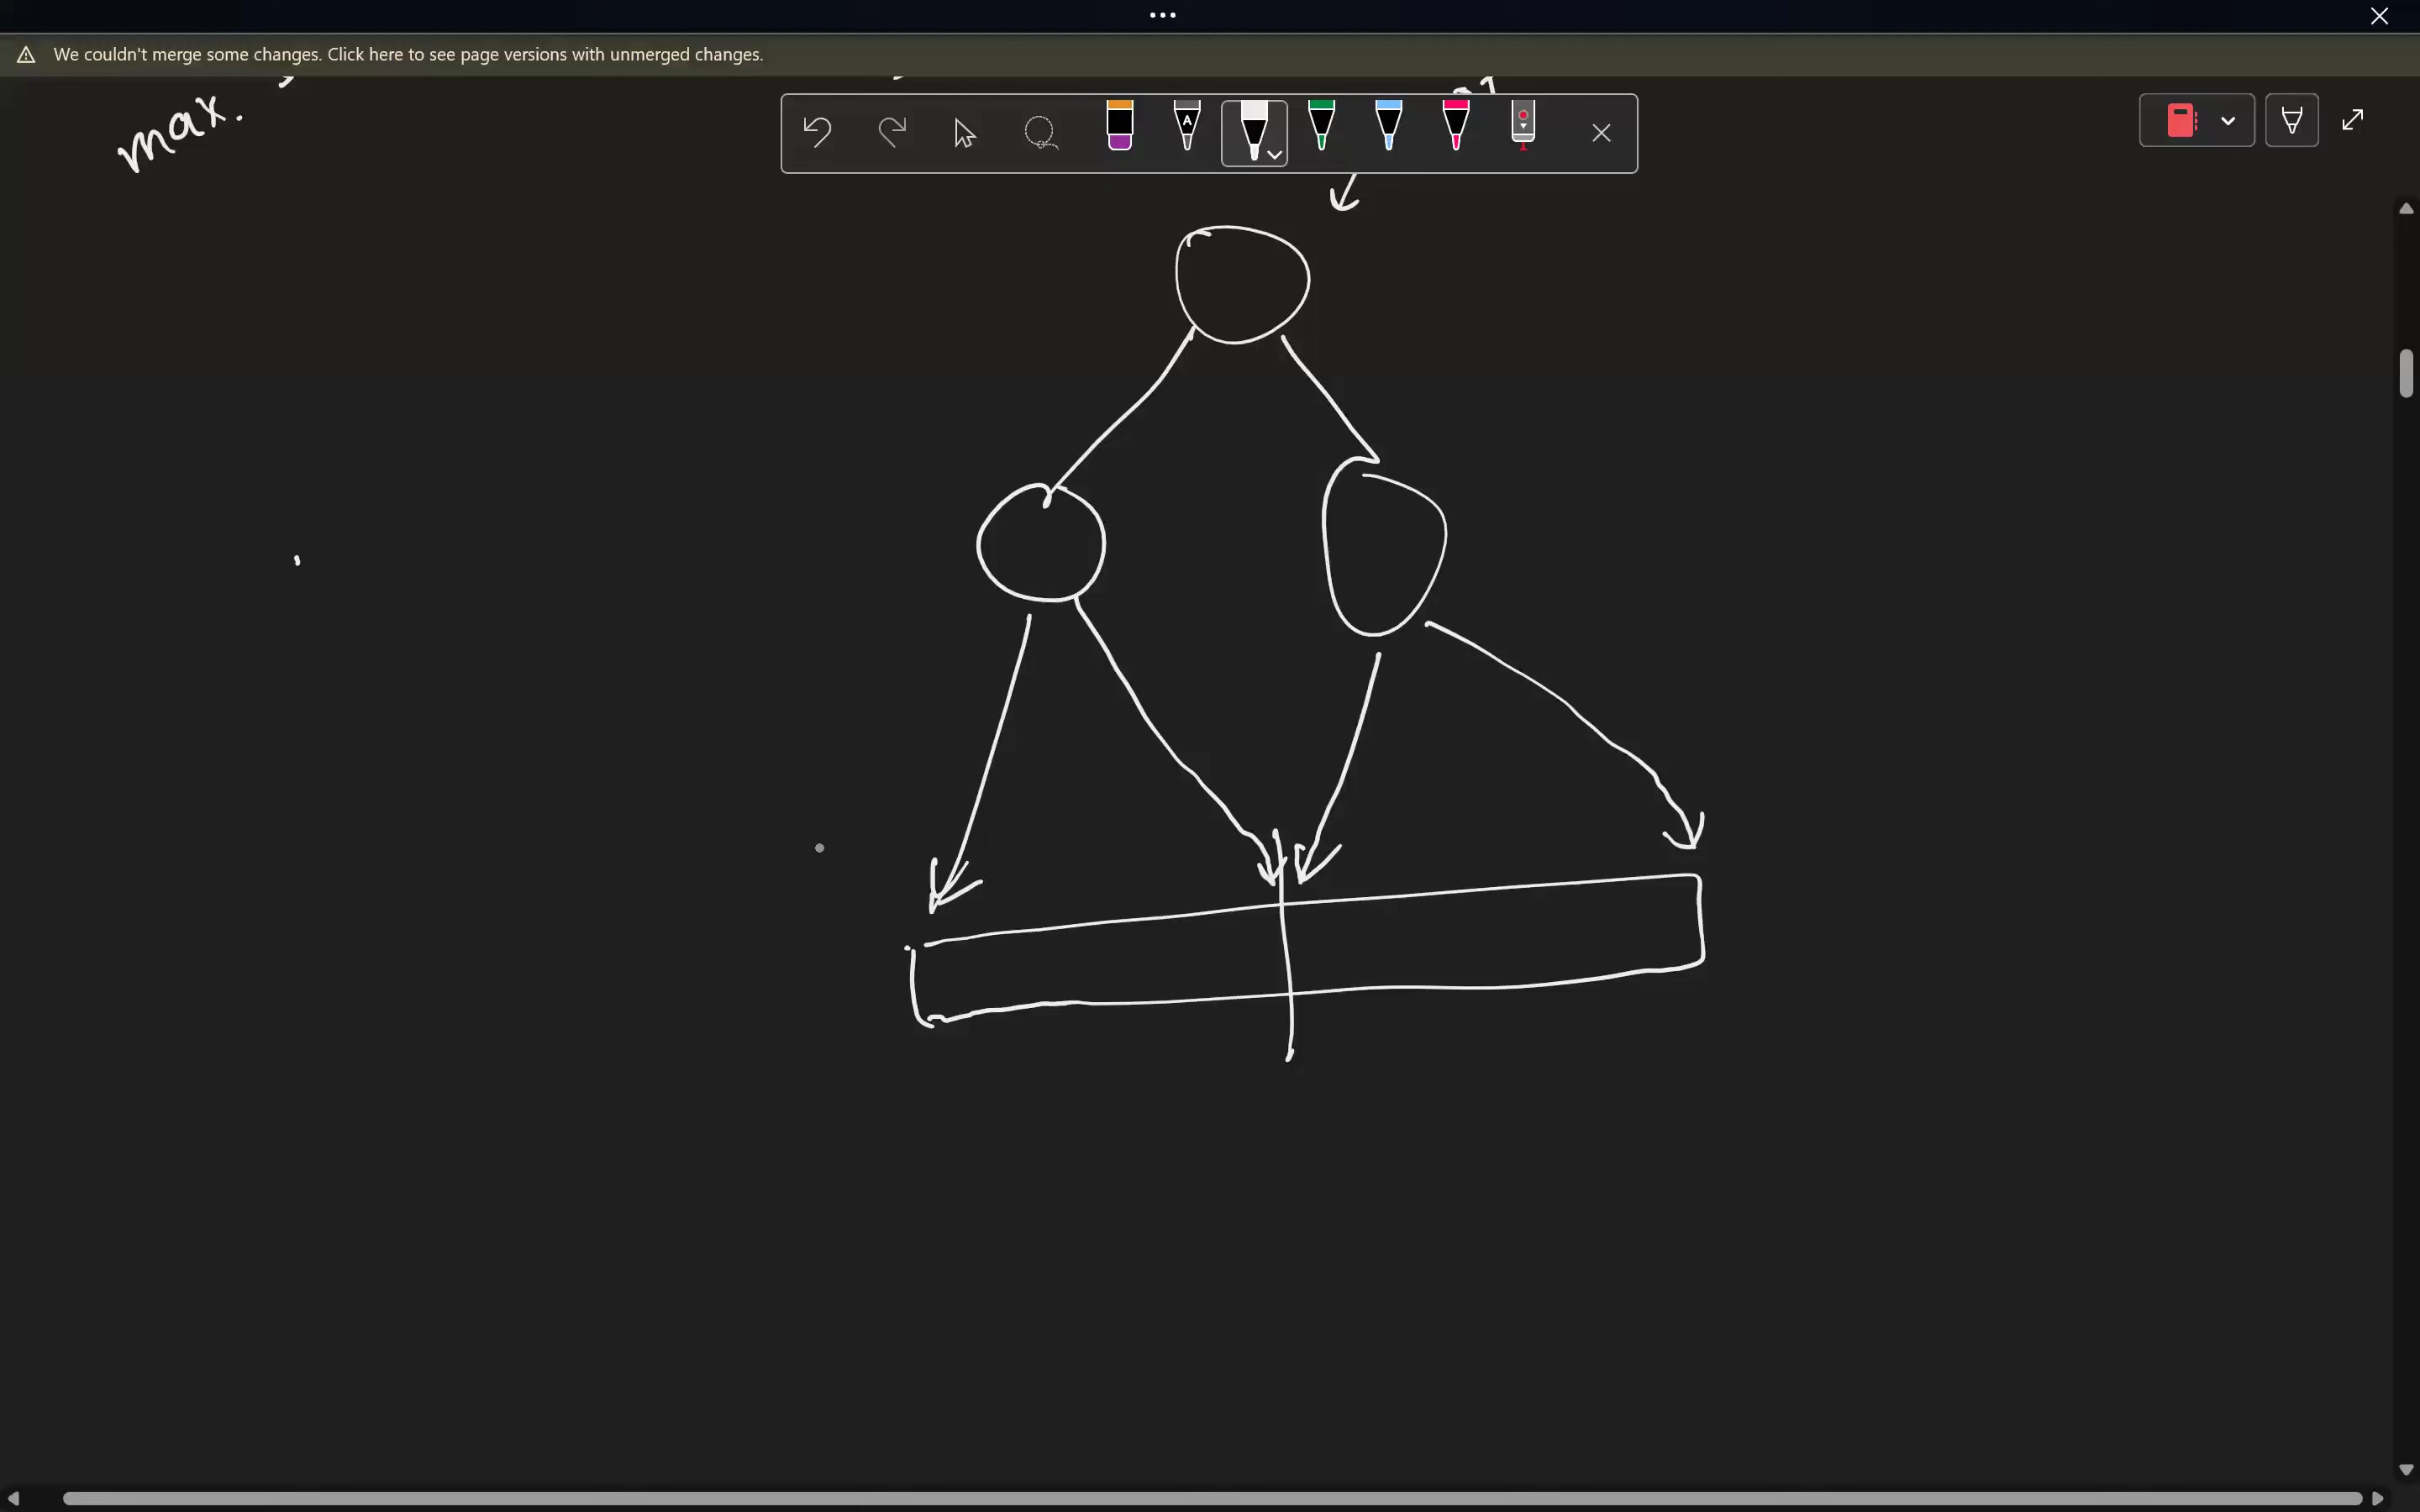 We couldn't merge some changes. Click here to see page versions with unmerged changes.
max.
A